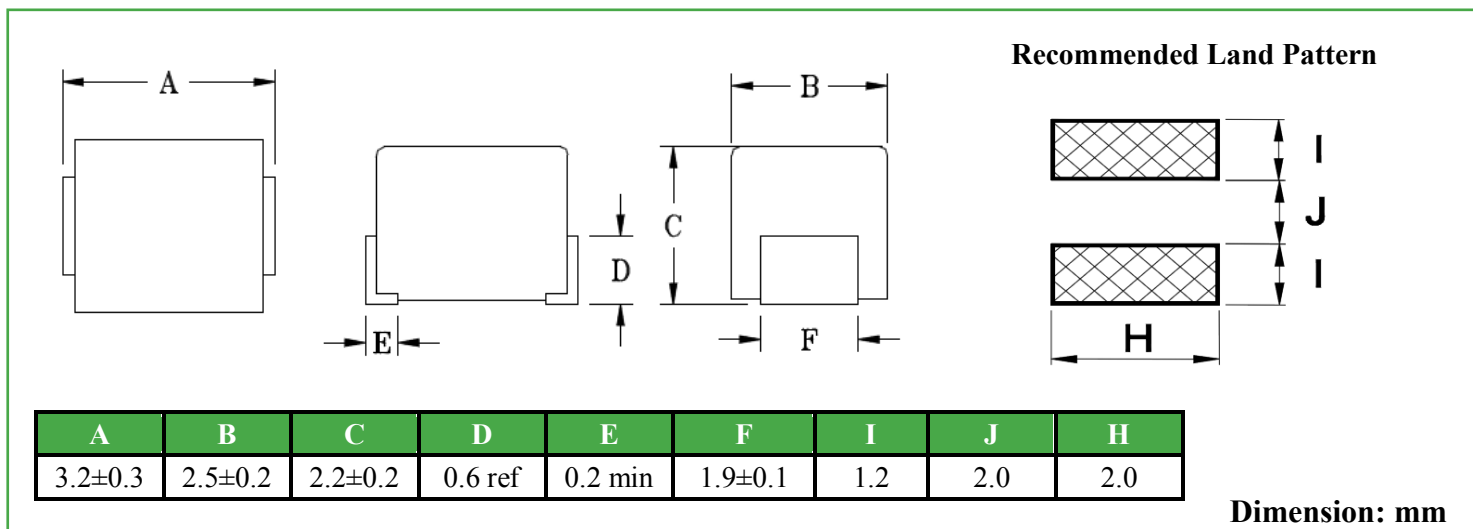 Recommended Land Pattern
A
B
C
D
E
F
I
J
I
H
A B C D E F I J H
3.2±0.3 2.5±0.2 2.2±0.2 0.6 ref 0.2 min 1.9±0.1 1.2 2.0 2.0
Dimension: mm